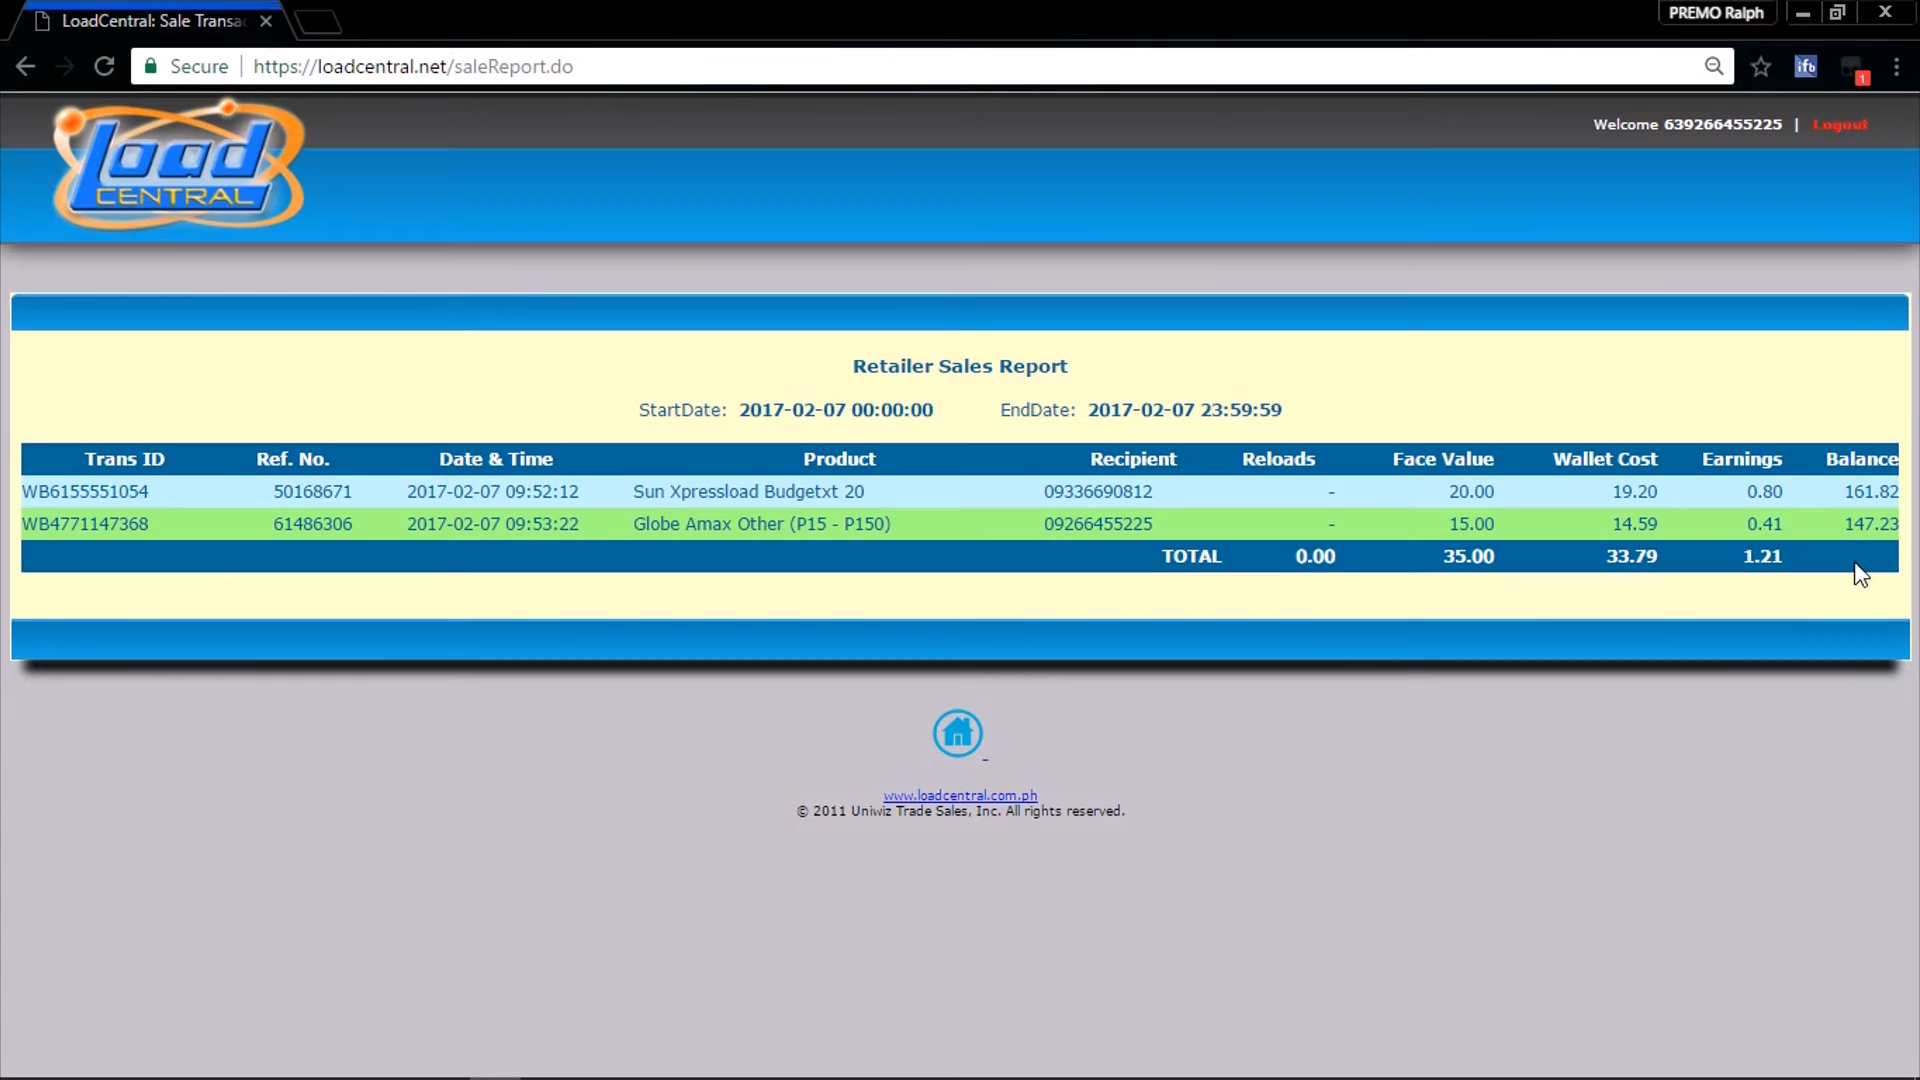 LoadCentral: Sale Transac
PREMO Ralph
Secure | https://loadcentral.net/saleReport.do
ifb
1
Load
CENTRAL
Welcome 639266455225 | Logout
Retailer Sales Report
StartDate: 2017-02-07 00:00:00 EndDate: 2017-02-07 23:59:59
Trans ID Ref. No. Date & Time Product Recipient Reloads Face Value Wallet Cost Earnings Balance
WB6155551054 50168671 2017-02-07 09:52:12 Sun Xpressload Budgetxt 20 09336690812 - 20.00 19.20 0.80 161.82
WB4771147368 61486306 2017-02-07 09:53:22 Globe Amax Other (P15 - P150) 09266455225 - 15.00 14.59 0.41 147.23
TOTAL 0.00 35.00 33.79 1.21
www.loadcentral.com.ph
© 2011 Uniwiz Trade Sales, Inc. All rights reserved.